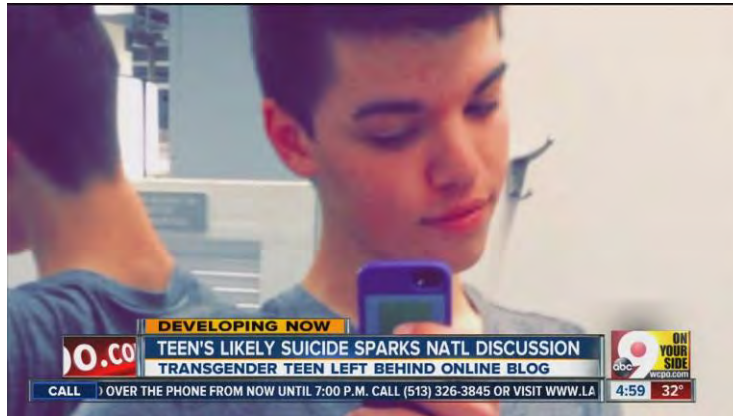 DEVELOPING NOW
DO.CO
TEEN'S LIKELY SUICIDE SPARKS NATL DISCUSSION
TRANSGENDER TEEN LEFT BEHIND ONLINE BLOG
abc 9
ON
YOUR
SIDE
wcpo.com
CALL
OVER THE PHONE FROM NOW UNTIL 7:00 P.M. CALL (513) 326-3845 OR VISIT WWW.LA
4:59 32°